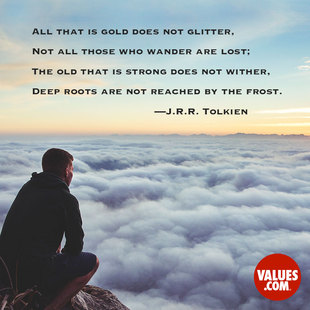 All that is gold does not glitter,
Not all those who wander are lost;
The old that is strong does not wither,
Deep roots are not reached by the frost.
—J.R.R. Tolkien
VALUES
.COM